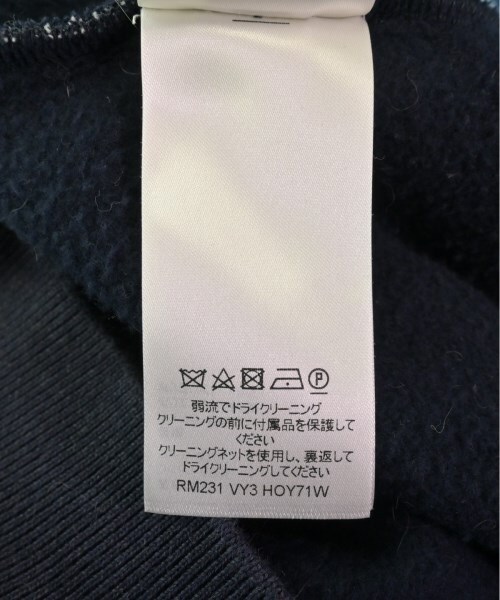 P
弱流でドライクリーニング
クリーニングの前に付属品を保護して
ください
クリーニングネットを使用し、裏返して
ドライクリーニングしてください
RM231 VY3 HOY71W